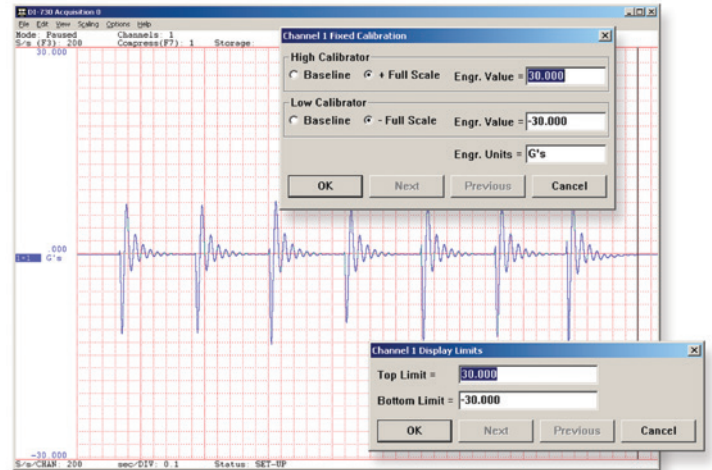 DI-730 Acquisition 0
File Edit View Scaling Options Help
Mode: Paused Channels: 1
S/s (F3): 200 Compress(F7): 1 Storage:
30.000
.000
1=1 G's
-30.000
S/s/CHAN: 200 sec/DIV: 0.1 Status: SET-UP
Channel 1 Fixed Calibration
High Calibrator
Baseline + Full Scale Engr. Value = 30.000
Low Calibrator
Baseline - Full Scale Engr. Value = -30.000
Engr. Units = G's
OK Next Previous Cancel
Channel 1 Display Limits
Top Limit = 30.000
Bottom Limit = -30.000
OK Next Previous Cancel